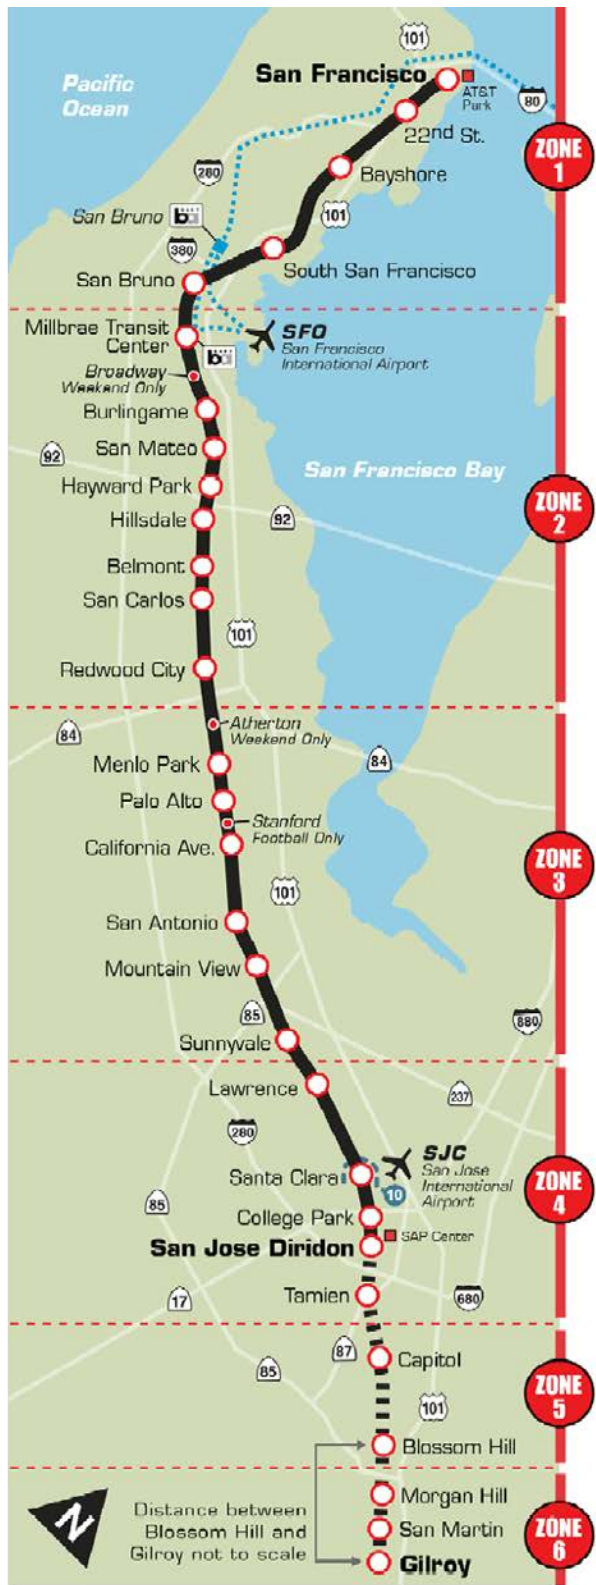 101
San Francisco
Pacific
Ocean
AT&T
Park
80
22nd St.
ZONE
1
280
Bayshore
101
San Bruno
ba
380
South San Francisco
San Bruno
Millbrae Transit
Center
SFO
San Francisco
International Airport
ba
Broadway
Weekend Only
Burlingame
92
San Mateo
San Francisco Bay
Hayward Park
ZONE
2
Hillsdale
92
Belmont
San Carlos
101
Redwood City
Atherton
Weekend Only
84
84
Menlo Park
Palo Alto
Stanford
Football Only
California Ave.
ZONE
3
101
San Antonio
Mountain View
85
880
Sunnyvale
Lawrence
237
280
SJC
San Jose
International
Airport
Santa Clara
10
ZONE
4
85
College Park
San Jose Diridon
SAP Center
Tamien
17
680
87
Capitol
85
ZONE
5
101
Blossom Hill
N
Distance between
Blossom Hill and
Gilroy not to scale
Morgan Hill
San Martin
Gilroy
ZONE
6